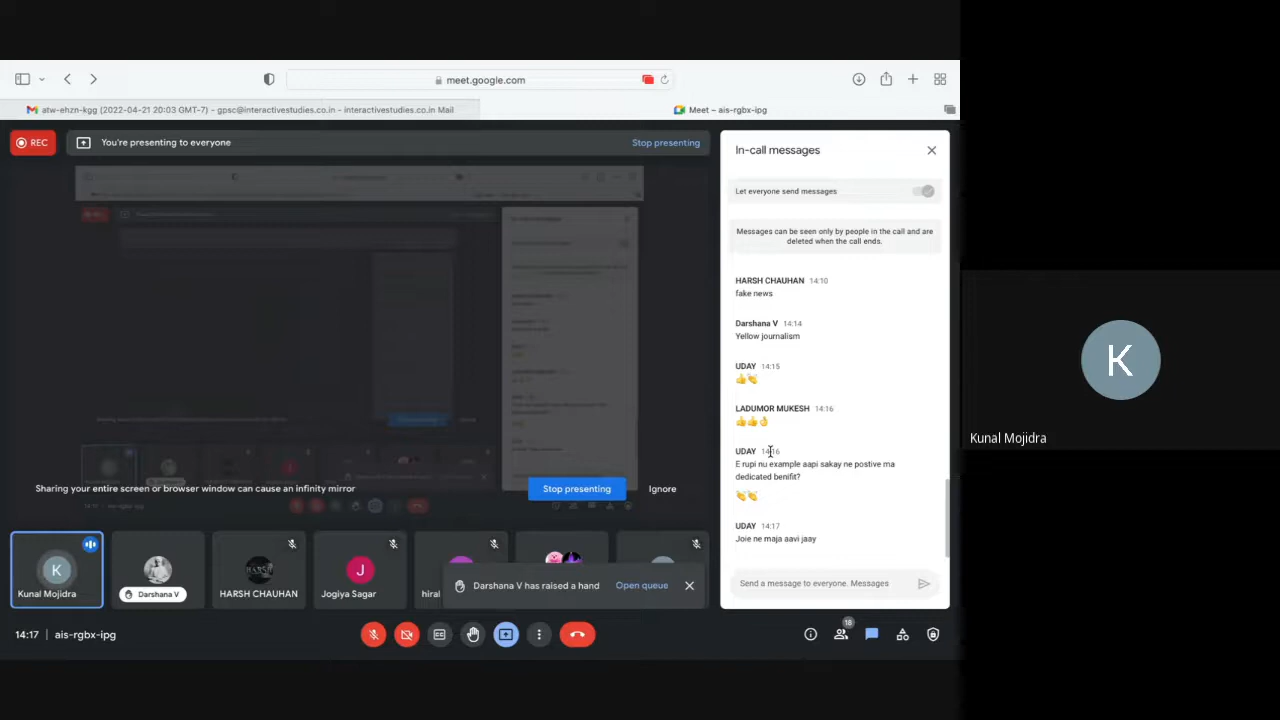 meet.google.com
atw-ehzn-kgg (2022-04-21 20:03 GMT-7) - gpsc@interactivestudies.co.in - interactivestudies.co.in Mail
Meet – ais-rgbx-ipg
REC
You're presenting to everyone
Stop presenting
In-call messages
Let everyone send messages
Messages can be seen only by people in the call and are
deleted when the call ends.
HARSH CHAUHAN 14:10
fake news
Darshana V 14:14
Yellow journalism
UDAY 14:15
👍👏
LADUMOR MUKESH 14:16
👍👍👌
UDAY 14:16
E rupi nu example aapi sakay ne postive ma
dedicated benifit?
👏👏
UDAY 14:17
Joie ne maja aavi jaay
Send a message to everyone. Messages
Sharing your entire screen or browser window can cause an infinity mirror
Stop presenting
Ignore
K
Kunal Mojidra
Darshana V
HARSH CHAUHAN
J
Jogiya Sagar
hiral
Darshana V has raised a hand
Open queue
14:17 | ais-rgbx-ipg
18
K
Kunal Mojidra